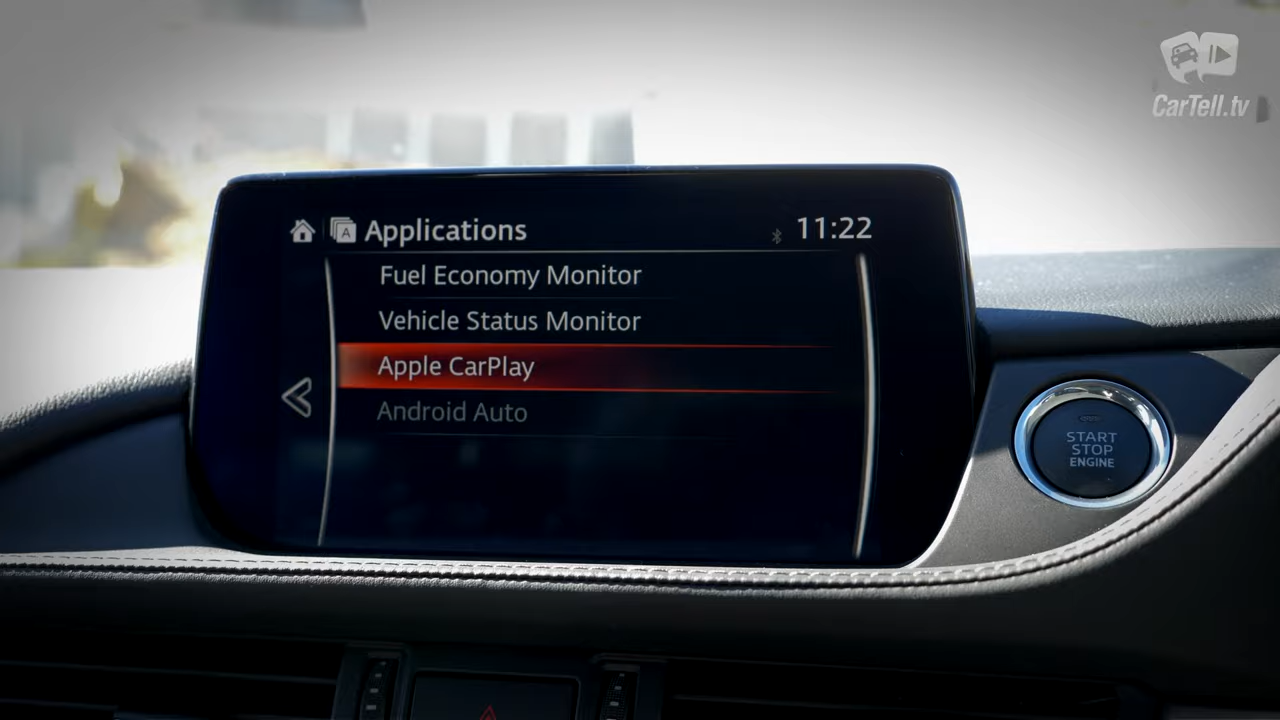 CarTell.tv
A Applications
11:22
Fuel Economy Monitor
Vehicle Status Monitor
Apple CarPlay
Android Auto
START
STOP
ENGINE